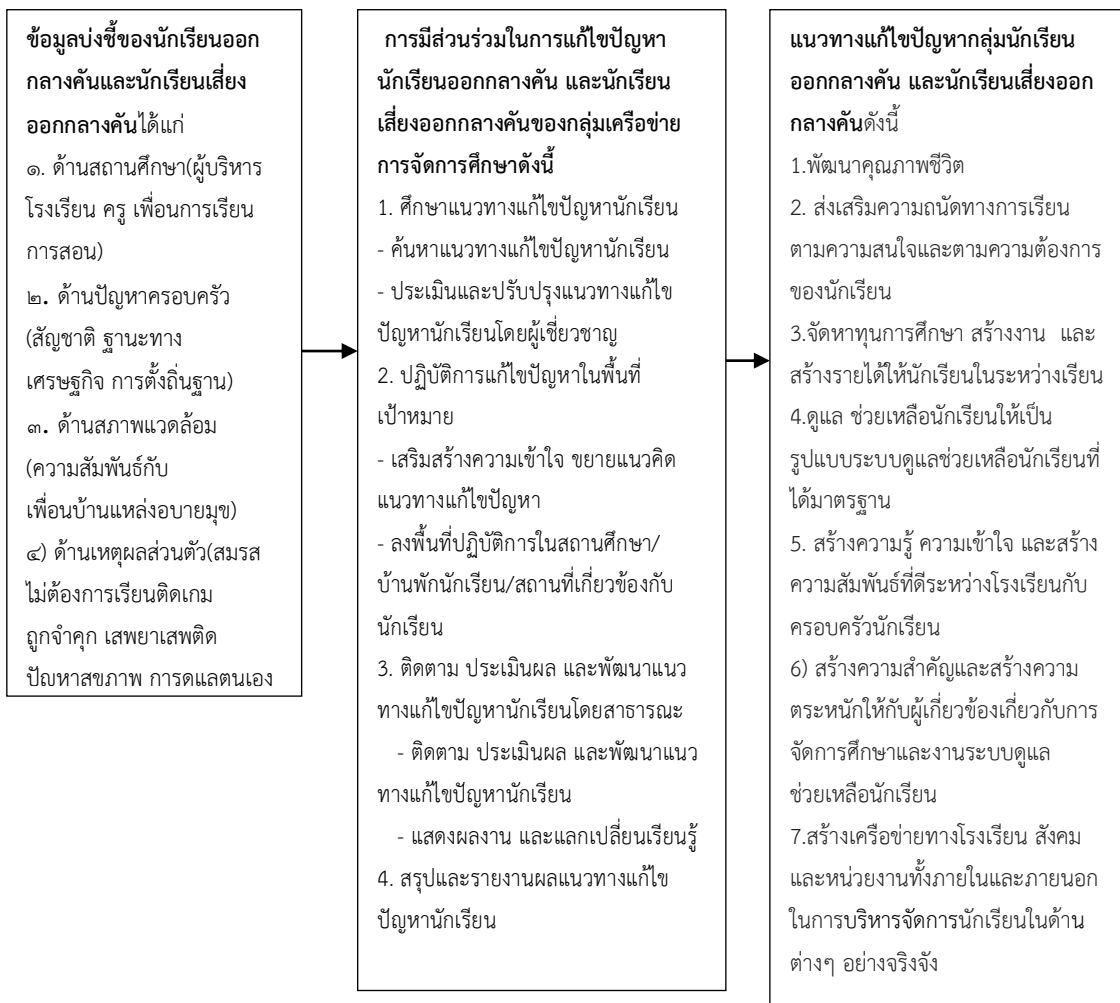 ข้อมูลบ่งชี้ของนักเรียนออก
กลางคันและนักเรียนเสี่ยง
ออกกลางคันได้แก่
๑. ด้านสถานศึกษา(ผู้บริหาร
โรงเรียน ครู เพื่อนการเรียน
การสอน)
๒. ด้านปัญหาครอบครัว
(สัญชาติ ฐานะทาง
เศรษฐกิจ การตั้งถิ่นฐาน)
๓. ด้านสภาพแวดล้อม
(ความสัมพันธ์กับ
เพื่อนบ้านแหล่งอบายมุข)
๔) ด้านเหตุผลส่วนตัว(สมรส
ไม่ต้องการเรียนติดเกม
ถูกจำคุก เสพยาเสพติด
ปัญหาสุขภาพ การดูแลตนเอง
การมีส่วนร่วมในการแก้ไขปัญหา
นักเรียนออกกลางคัน และนักเรียน
เสี่ยงออกกลางคันของกลุ่มเครือข่าย
การจัดการศึกษาดังนี้
1. ศึกษาแนวทางแก้ไขปัญหานักเรียน
- ค้นหาแนวทางแก้ไขปัญหานักเรียน
- ประเมินและปรับปรุงแนวทางแก้ไข
ปัญหานักเรียนโดยผู้เชี่ยวชาญ
2. ปฏิบัติการแก้ไขปัญหาในพื้นที่
เป้าหมาย
- เสริมสร้างความเข้าใจ ขยายแนวคิด
แนวทางแก้ไขปัญหา
- ลงพื้นที่ปฏิบัติการในสถานศึกษา/
บ้านพักนักเรียน/สถานที่เกี่ยวข้องกับ
นักเรียน
3. ติดตาม ประเมินผล และพัฒนาแนว
ทางแก้ไขปัญหานักเรียนโดยสาธารณะ
- ติดตาม ประเมินผล และพัฒนาแนว
ทางแก้ไขปัญหานักเรียน
- แสดงผลงาน และแลกเปลี่ยนเรียนรู้
4. สรุปและรายงานผลแนวทางแก้ไข
ปัญหานักเรียน
แนวทางแก้ไขปัญหากลุ่มนักเรียน
ออกกลางคัน และนักเรียนเสี่ยงออก
กลางคันดังนี้
1.พัฒนาคุณภาพชีวิต
2. ส่งเสริมความถนัดทางการเรียน
ตามความสนใจและตามความต้องการ
ของนักเรียน
3.จัดหาทุนการศึกษา สร้างงาน และ
สร้างรายได้ให้นักเรียนในระหว่างเรียน
4.ดูแล ช่วยเหลือนักเรียนให้เป็น
รูปแบบระบบดูแลช่วยเหลือนักเรียนที่
ได้มาตรฐาน
5. สร้างความรู้ ความเข้าใจ และสร้าง
ความสัมพันธ์ที่ดีระหว่างโรงเรียนกับ
ครอบครัวนักเรียน
6) สร้างความสำคัญและสร้างความ
ตระหนักให้กับผู้เกี่ยวข้องเกี่ยวกับการ
จัดการศึกษาและงานระบบดูแล
ช่วยเหลือนักเรียน
7.สร้างเครือข่ายทางโรงเรียน สังคม
และหน่วยงานทั้งภายในและภายนอก
ในการบริหารจัดการนักเรียนในด้าน
ต่างๆ อย่างจริงจัง